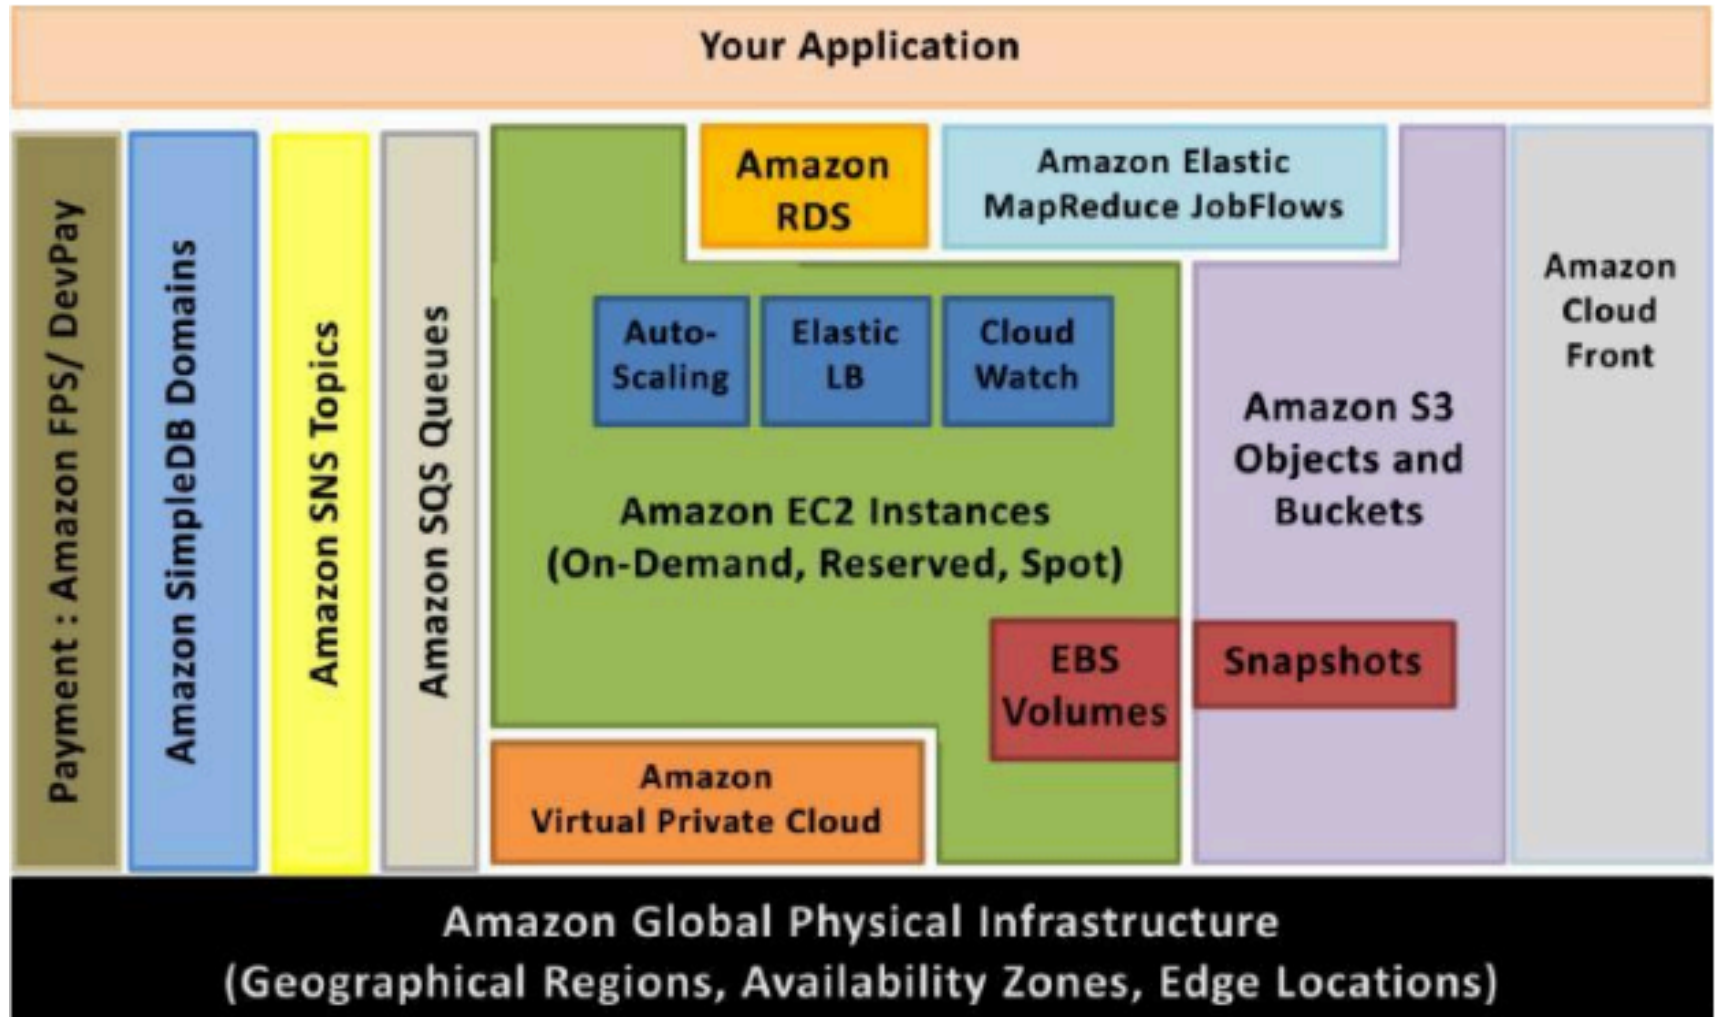 Your Application
Payment : Amazon FPS/ DevPay
Amazon SimpleDB Domains
Amazon SNS Topics
Amazon SQS Queues
Amazon
RDS
Amazon Elastic
MapReduce JobFlows
Auto-
Scaling
Elastic
LB
Cloud
Watch
Amazon EC2 Instances
(On-Demand, Reserved, Spot)
EBS
Volumes
Amazon
Virtual Private Cloud
Amazon S3
Objects and
Buckets
Snapshots
Amazon
Cloud
Front
Amazon Global Physical Infrastructure
(Geographical Regions, Availability Zones, Edge Locations)